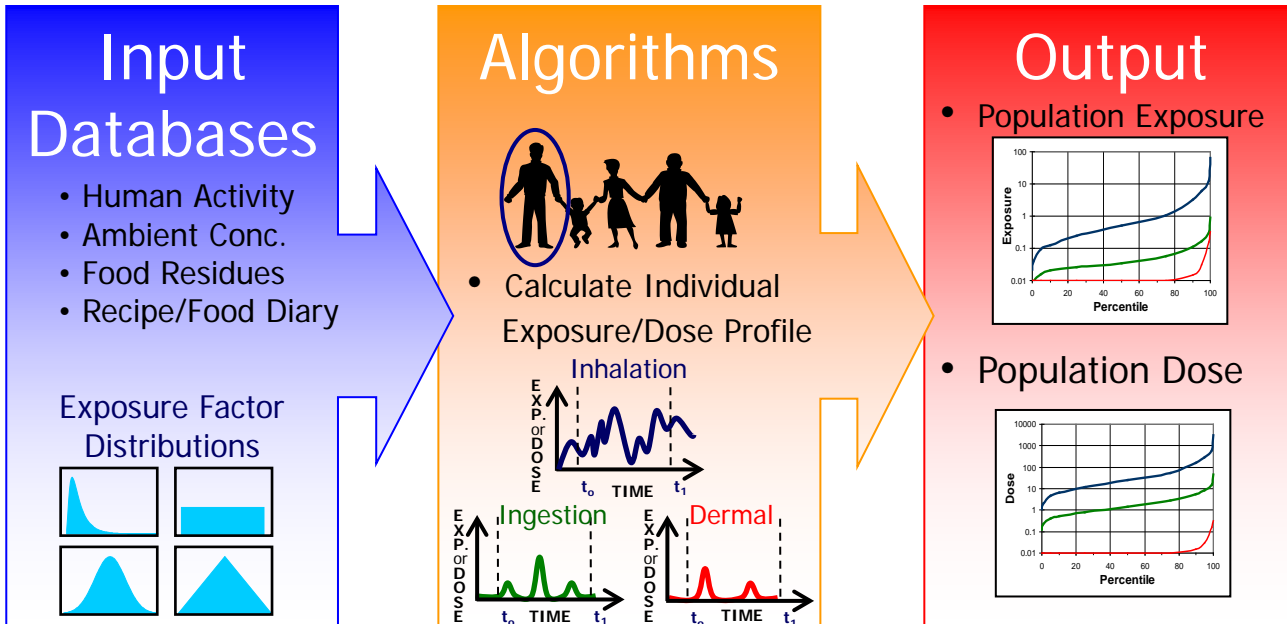 Input
Databases
• Human Activity
• Ambient Conc.
• Food Residues
• Recipe/Food Diary
Exposure Factor
Distributions
Algorithms
• Calculate Individual
Exposure/Dose Profile
Inhalation
EXP. or DOSE
t₀ TIME t₁
Ingestion
EXP. or DOSE
t₀ TIME t₁
Dermal
EXP. or DOSE
t₀ TIME t₁
Output
• Population Exposure
Exposure
100
10
1
0.1
0.01
0 20 40 60 80 100
Percentile
• Population Dose
Dose
10000
1000
100
10
1
0.1
0.01
0 20 40 60 80 100
Percentile